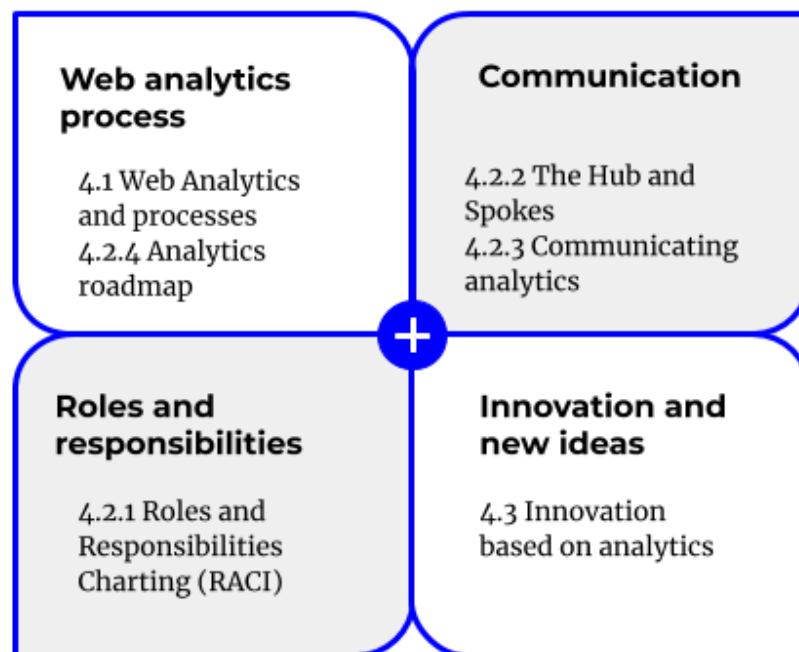 Web analytics
process
4.1 Web Analytics
and processes
4.2.4 Analytics
roadmap
Communication
4.2.2 The Hub and
Spokes
4.2.3 Communicating
analytics
Roles and
responsibilities
4.2.1 Roles and
Responsibilities
Charting (RACI)
Innovation and
new ideas
4.3 Innovation
based on analytics